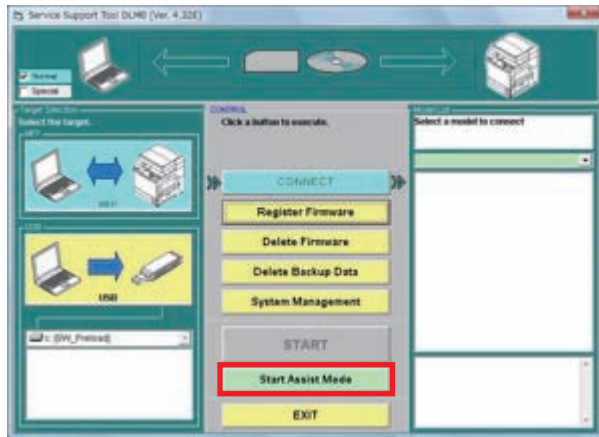 Service Support Tool DLM0 (Ver. 4.32E)
Normal
Special
Target Selection
Select the target.
MFP
MFP
USB
USB
c: [SW_Preload]
CONTROL
Click a button to execute.
CONNECT
Register Firmware
Delete Firmware
Delete Backup Data
System Management
START
Start Assist Mode
EXIT
Model List
Select a model to connect